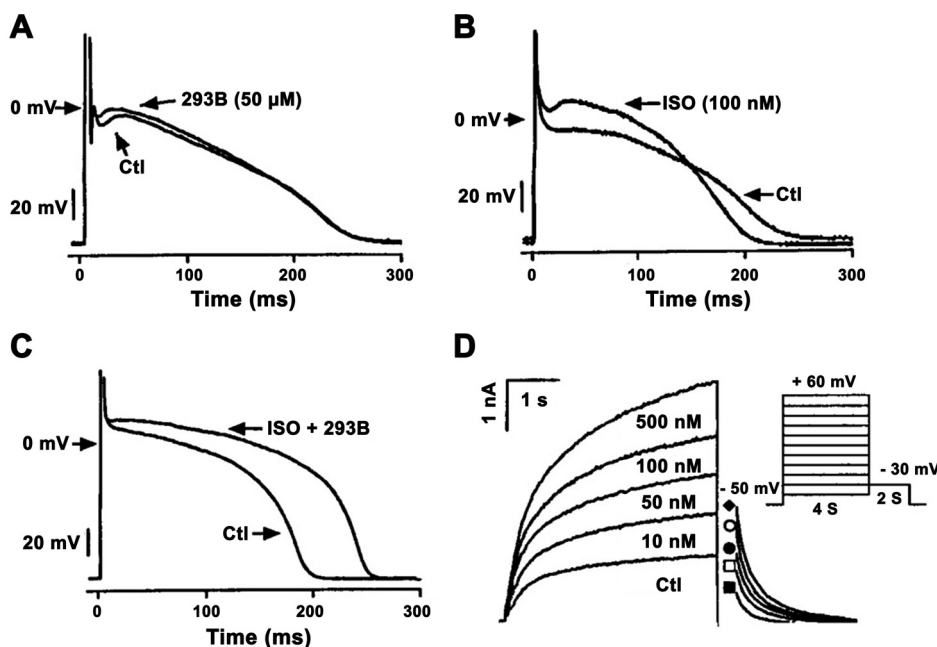 A
0 mV
293B (50 µM)
Ctl
20 mV
0
100
200
300
Time (ms)
B
0 mV
ISO (100 nM)
Ctl
20 mV
0
100
200
300
Time (ms)
C
0 mV
ISO + 293B
Ctl
20 mV
0
100
200
300
Time (ms)
D
1 nA
1 s
500 nM
100 nM
50 nM
10 nM
Ctl
+ 60 mV
- 50 mV
- 30 mV
4 S
2 S